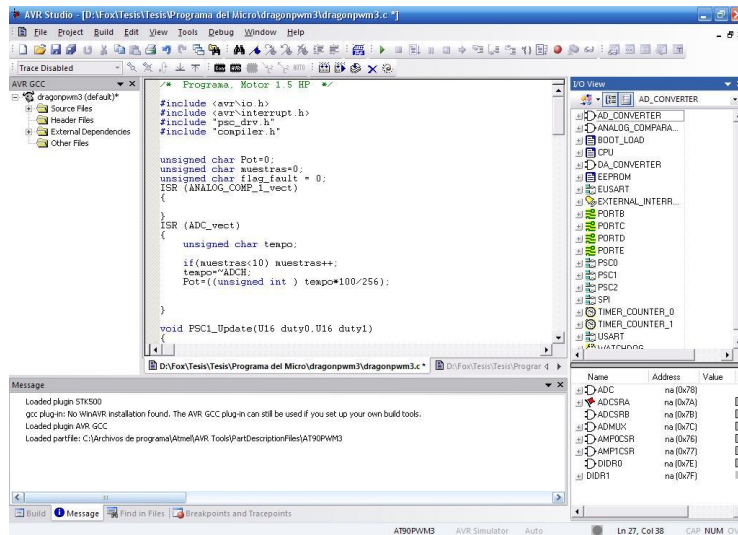 AVR Studio - [D:\Fox\Tesis\Tesis\Programa del Micro\dragonpwm3\dragonpwm3.c *]
File Project Build Edit View Tools Debug Window Help
Trace Disabled
AVR GCC
dragonpwm3 (default)*
Source Files
Header Files
External Dependencies
Other Files
/* Programa, Motor 1.5 HP */
#include <avr\io.h>
#include <avr\interrupt.h>
#include "psc_drv.h"
#include "compiler.h"
unsigned char Pot=0;
unsigned char muestras=0;
unsigned char flag_fault = 0;
ISR (ANALOG_COMP_1_vect)
{
}
ISR (ADC_vect)
{
unsigned char tempo;
if(muestras<10) muestras++;
tempo=~ADCH;
Pot=((unsigned int ) tempo*100/256);
}
void PSC1_Update(U16 duty0,U16 duty1)
{
D:\Fox\Tesis\Tesis\Programa del Micro\dragonpwm3\dragonpwm3.c *
D:\Fox\Tesis\Tesis\Prograr
I/O View
AD_CONVERTER
AD_CONVERTER
ANALOG_COMPARA...
BOOT_LOAD
CPU
DA_CONVERTER
EEPROM
EUSART
EXTERNAL_INTERR...
PORTB
PORTC
PORTD
PORTE
PSC0
PSC1
PSC2
SPI
TIMER_COUNTER_0
TIMER_COUNTER_1
USART
WATCHDOG
Name Address Value
ADC na (0x78)
ADCSRA na (0x7A)
ADCSRB na (0x7B)
ADMUX na (0x7C)
AMP0CSR na (0x76)
AMP1CSR na (0x77)
DIDR0 na (0x7E)
DIDR1 na (0x7F)
Message
Loaded plugin STK500
gcc plug-in: No WinAVR installation found. The AVR GCC plug-in can still be used if you set up your own build tools.
Loaded plugin AVR GCC
Loaded partfile: C:\Archivos de programa\Atmel\AVR Tools\PartDescriptionFiles\AT90PWM3
Build Message Find in Files Breakpoints and Tracepoints
AT90PWM3 AVR Simulator Auto Ln 27, Col 38 CAP NUM OV